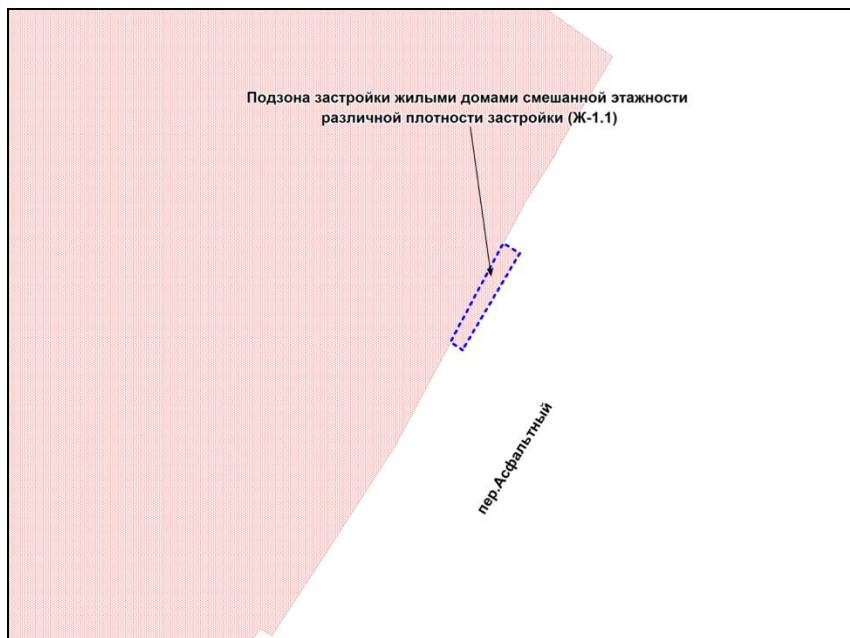 Подзона застройки жилыми домами смешанной этажности
различной плотности застройки (Ж-1.1)
пер.Асфальтный